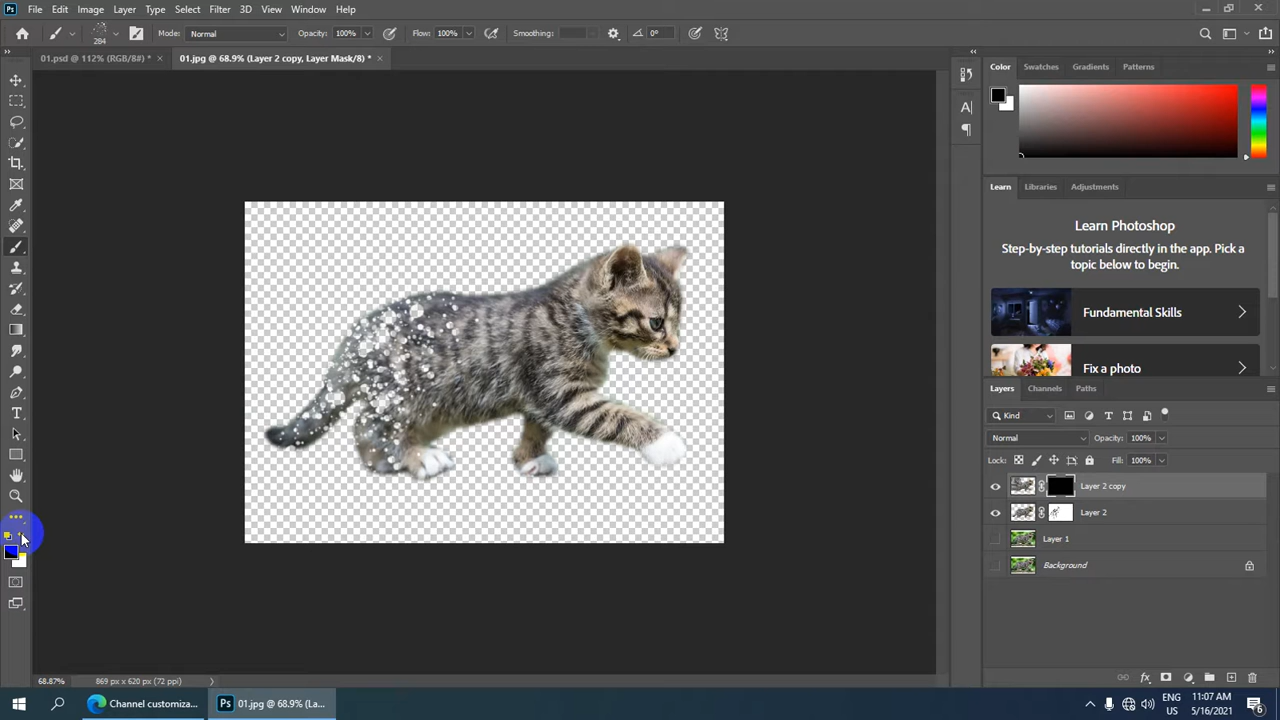 Ps File Edit Image Layer Type Select Filter 3D View Window Help
284 Mode: Normal Opacity: 100% Flow: 100% Smoothing: 0°
01.psd @ 112% (RGB/8#) * × 01.jpg @ 68.9% (Layer 2 copy, Layer Mask/8) * ×
Color Swatches Gradients Patterns
Learn Libraries Adjustments
Learn Photoshop
Step-by-step tutorials directly in the app. Pick a
topic below to begin.
Fundamental Skills
Fix a photo
Layers Channels Paths
Kind
Normal Opacity: 100%
Lock: Fill: 100%
Layer 2 copy
Layer 2
Layer 1
Background
68.87% 869 px x 620 px (72 ppi)
Channel customiza...
Ps 01.jpg @ 68.9% (La...
ENG
US
11:07 AM
5/16/2021
6